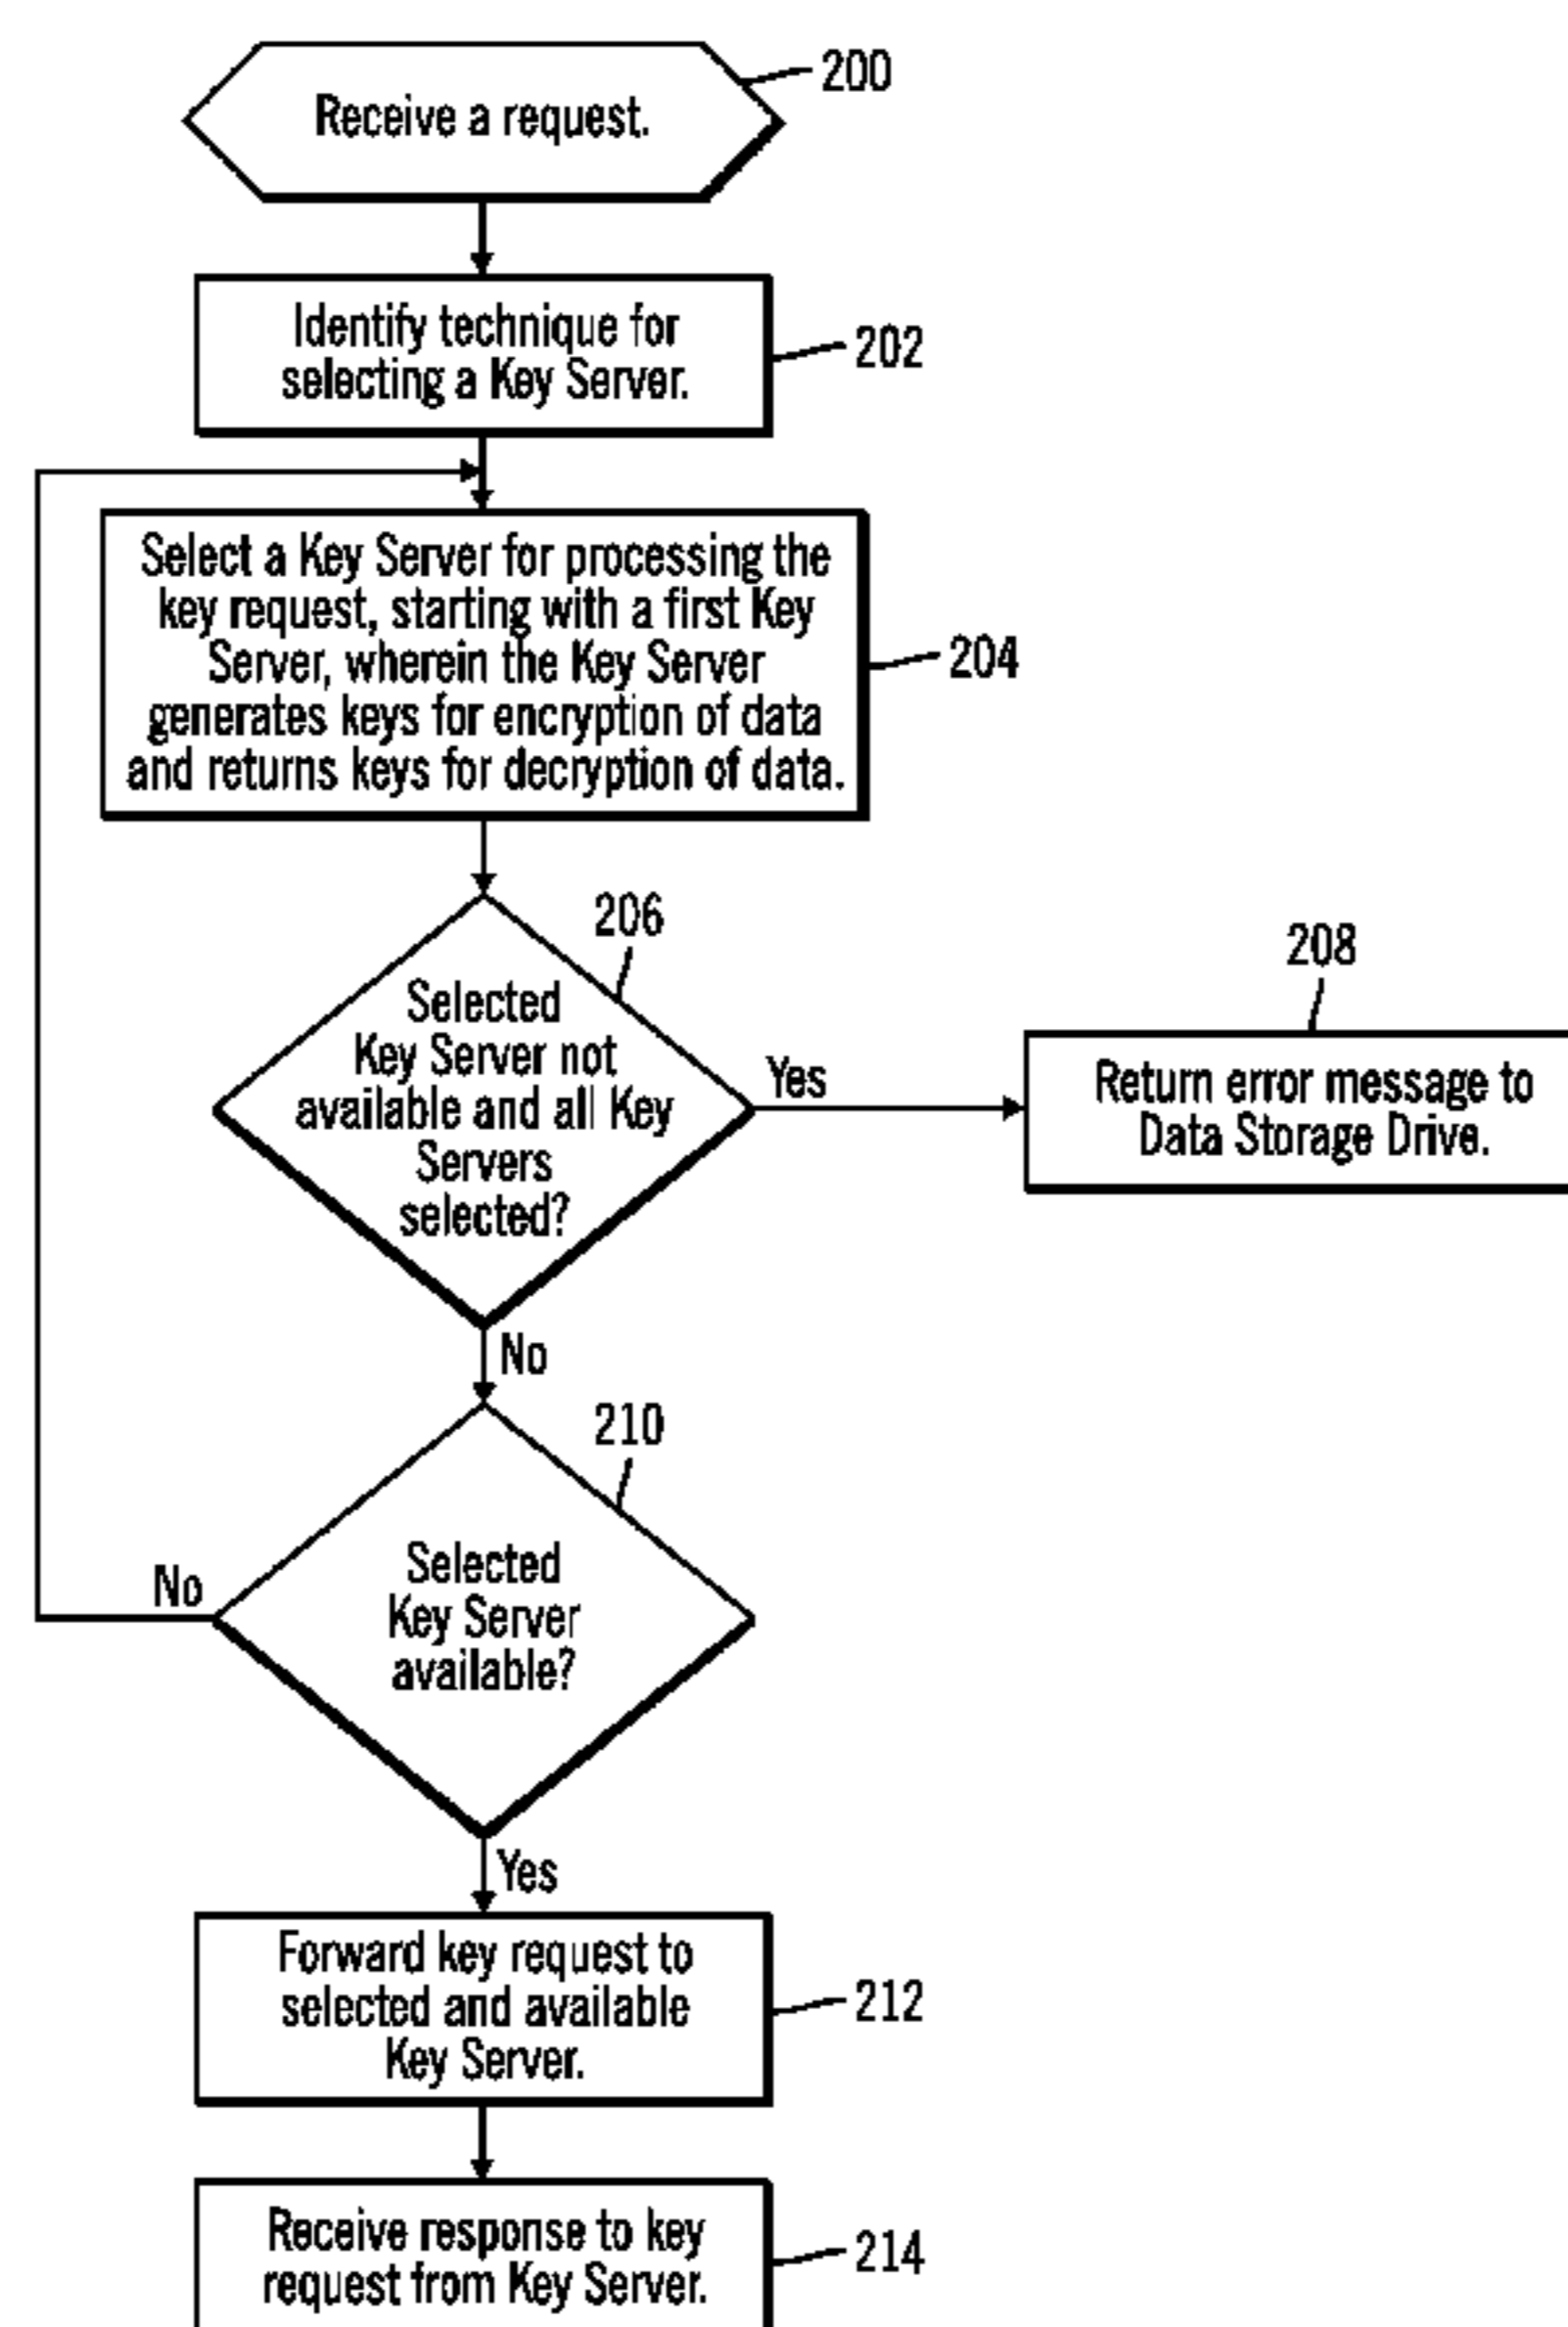 200
Receive a request.
Identify technique for
selecting a Key Server.
202
Select a Key Server for processing the
key request, starting with a first Key
Server, wherein the Key Server
generates keys for encryption of data
and returns keys for decryption of data.
204
206
Selected
Key Server not
available and all Key
Servers
selected?
Yes
208
Return error message to
Data Storage Drive.
No
210
Selected
Key Server
available?
No
Yes
Forward key request to
selected and available
Key Server.
212
Receive response to key
request from Key Server.
214